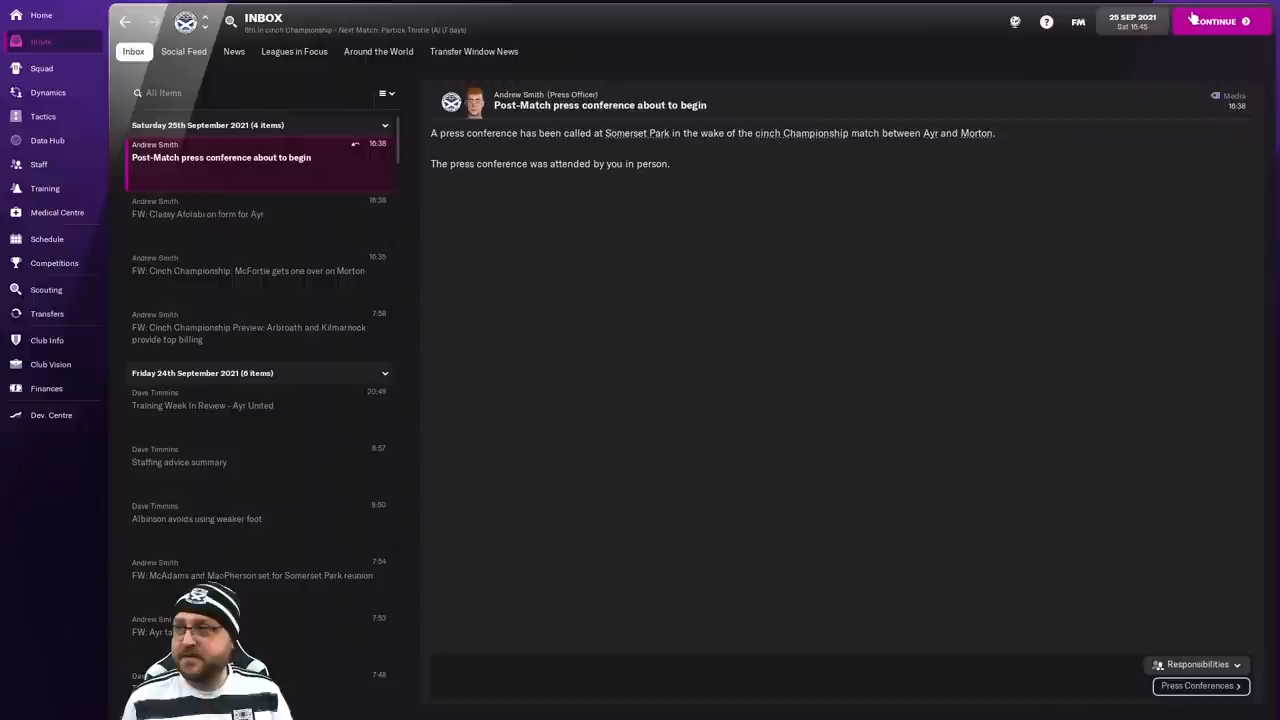 Home
Inbox
Squad
Dynamics
Tactics
Data Hub
Staff
Training
Medical Centre
Schedule
Competitions
Scouting
Transfers
Club Info
Club Vision
Finances
Dev. Centre
INBOX
6th in cinch Championship - Next Match: Partick Thistle (A) (7 days)
FM
25 SEP 2021
Sat 16:45
CONTINUE
Inbox
Social Feed
News
Leagues in Focus
Around the World
Transfer Window News
All Items
Saturday 25th September 2021 (4 items)
Andrew Smith 16:38
Post-Match press conference about to begin
Andrew Smith 16:38
FW: Classy Afolabi on form for Ayr
Andrew Smith 16:35
FW: Cinch Championship: McFortie gets one over on Morton
Andrew Smith 7:58
FW: Cinch Championship Preview: Arbroath and Kilmarnock
provide top billing
Friday 24th September 2021 (6 items)
Dave Timmins 20:49
Training Week In Review - Ayr United
Dave Timmins 8:57
Staffing advice summary
Dave Timmins 8:50
Albinson avoids using weaker foot
Andrew Smith 7:54
FW: McAdams and MacPherson set for Somerset Park reunion
Andrew Smi 7:53
FW: Ayr ta
Dave Timmins 7:48
Andrew Smith (Press Officer)
Post-Match press conference about to begin
Media
16:38
A press conference has been called at Somerset Park in the wake of the cinch Championship match between Ayr and Morton.
The press conference was attended by you in person.
Responsibilities
Press Conferences >